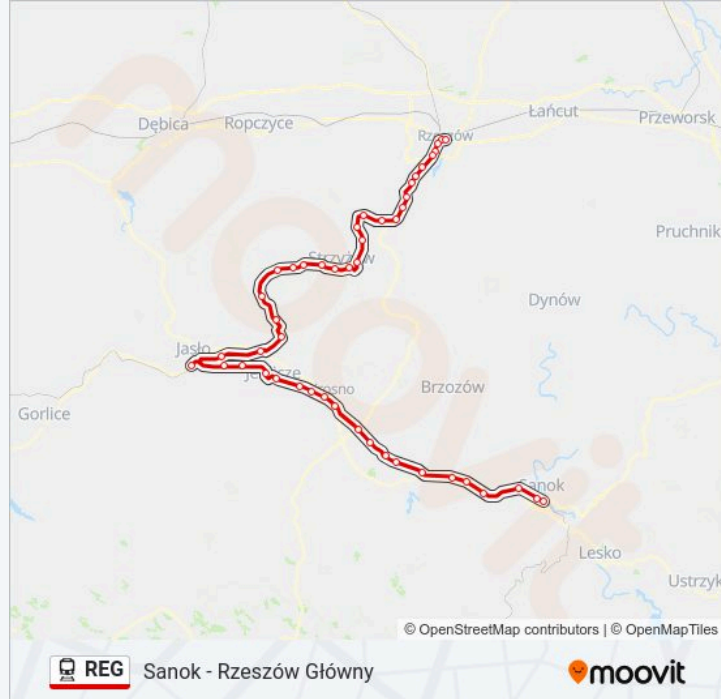 Łańcut
Dębica
Ropczyce
Rzeszów
Przeworsk
Strzyżów
Pruchnik
Dynów
Jasło
Jedlicze
Krosno
Brzozów
Gorlice
Sanok
Lesko
Ustrzyk
© OpenStreetMap contributors | © OpenMapTiles
REG Sanok - Rzeszów Główny
moovit
moovit